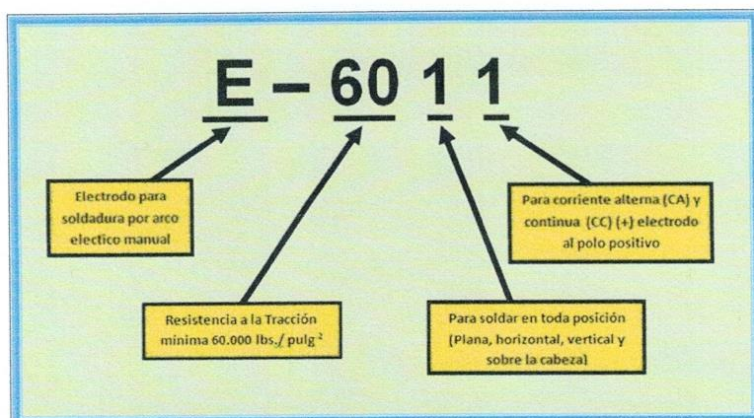 E – 60 1 1
Electrodo para
soldadura por arco
electico manual
Para corriente alterna (CA) y
continua (CC) (+) electrodo
al polo positivo
Resistencia a la Tracción
mínima 60.000 lbs./ pulg⁻²
Para soldar en toda posición
(Plana, horizontal, vertical y
sobre la cabeza)